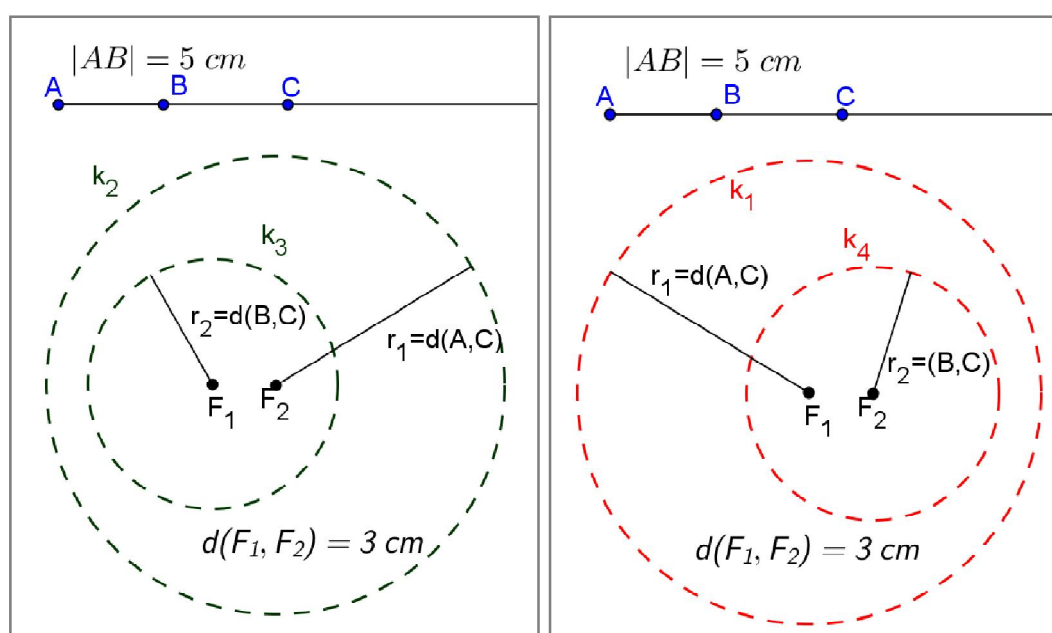 |AB| = 5 cm
A B C
k₂
k₃
r₂=d(B,C)
r₁=d(A,C)
F₁ F₂
d(F₁, F₂) = 3 cm
|AB| = 5 cm
A B C
k₁
k₄
r₁=d(A,C)
r₂=(B,C)
F₁ F₂
d(F₁, F₂) = 3 cm